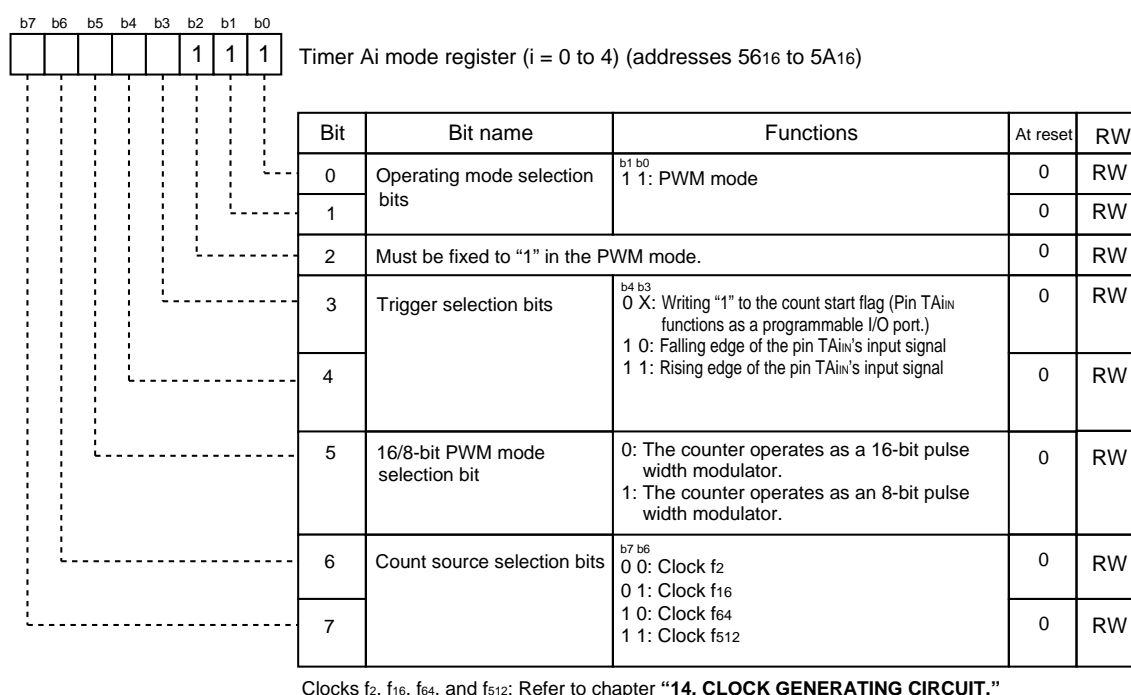 b7 b6 b5 b4 b3 b2 b1 b0
1 1 1
Timer Ai mode register (i = 0 to 4) (addresses 5616 to 5A16)
Bit Bit name Functions At reset RW
0 Operating mode selection bits b1 b0 0 RW
1 1: PWM mode
1 0 RW
2 Must be fixed to “1” in the PWM mode. 0 RW
3 Trigger selection bits b4 b3 0 RW
0 X: Writing “1” to the count start flag (Pin TAiIN
functions as a programmable I/O port.)
1 0: Falling edge of the pin TAiIN’s input signal
1 1: Rising edge of the pin TAiIN’s input signal
4 0 RW
5 16/8-bit PWM mode 0: The counter operates as a 16-bit pulse 0 RW
selection bit width modulator.
1: The counter operates as an 8-bit pulse
width modulator.
6 Count source selection bits b7 b6 0 RW
0 0: Clock f2
0 1: Clock f16
1 0: Clock f64
7 1 1: Clock f512 0 RW
Clocks f2, f16, f64, and f512: Refer to chapter “14. CLOCK GENERATING CIRCUIT.”